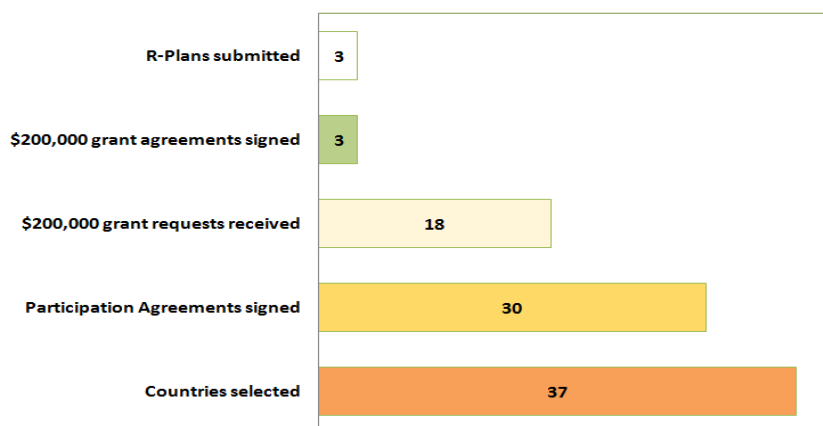 R-Plans submitted
3
$200,000 grant agreements signed
3
$200,000 grant requests received
18
Participation Agreements signed
30
Countries selected
37